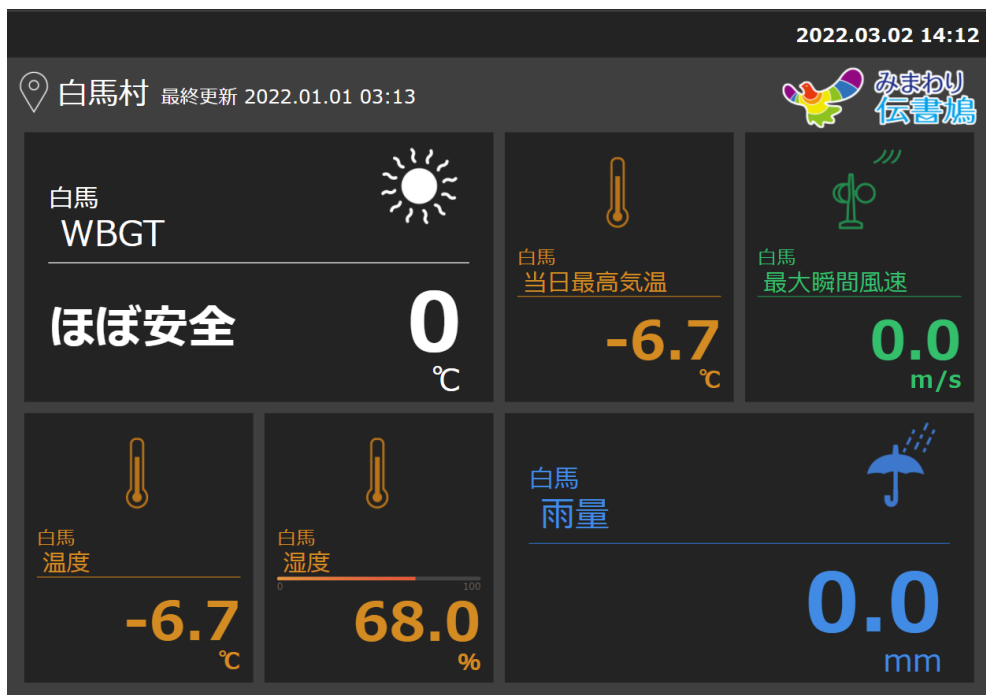 2022.03.02 14:12
白馬村 最終更新 2022.01.01 03:13
みまわり
伝書鳩
白馬
WBGT
ほぼ安全
0
℃
白馬
当日最高気温
-6.7
℃
白馬
最大瞬間風速
0.0
m/s
白馬
温度
-6.7
℃
白馬
湿度
0 100
68.0
%
白馬
雨量
0.0
mm